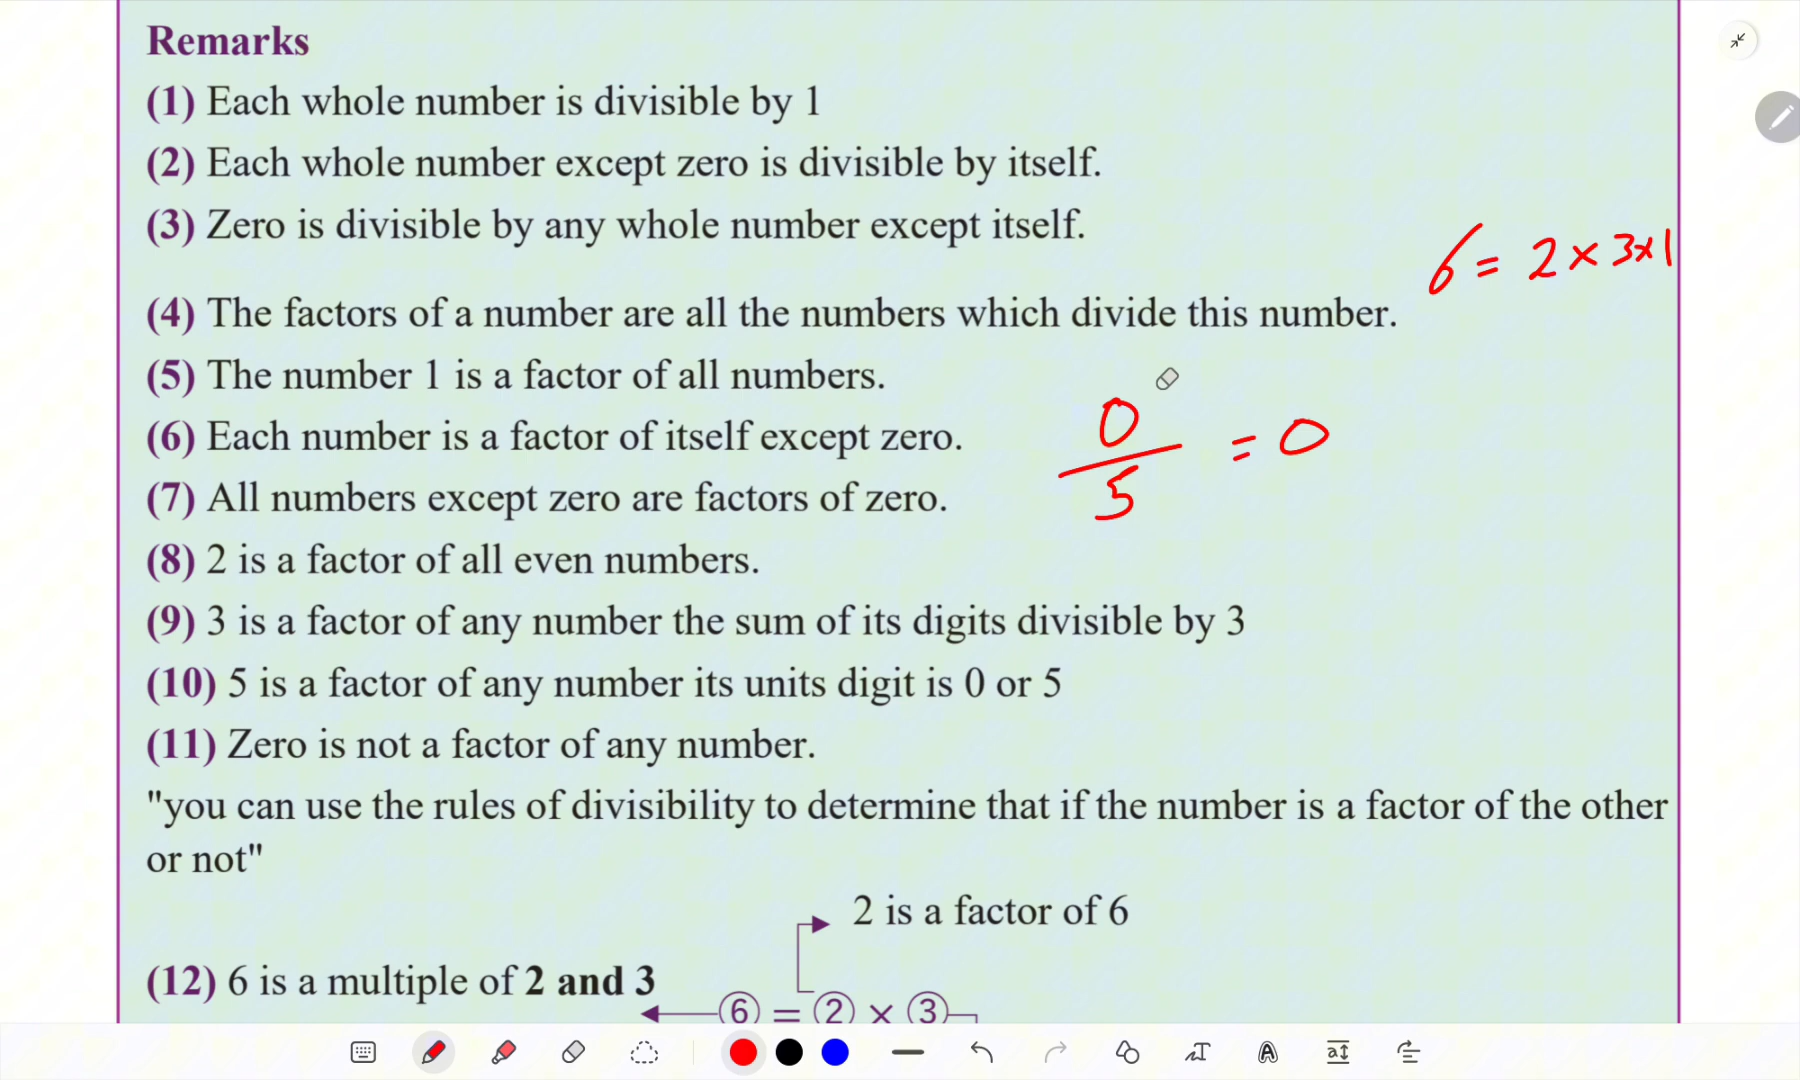 Remarks
(1) Each whole number is divisible by 1
(2) Each whole number except zero is divisible by itself.
(3) Zero is divisible by any whole number except itself.
6 = 2 × 3 × 1
(4) The factors of a number are all the numbers which divide this number.
(5) The number 1 is a factor of all numbers.
(6) Each number is a factor of itself except zero.
0
5
= 0
(7) All numbers except zero are factors of zero.
(8) 2 is a factor of all even numbers.
(9) 3 is a factor of any number the sum of its digits divisible by 3
(10) 5 is a factor of any number its units digit is 0 or 5
(11) Zero is not a factor of any number.
"you can use the rules of divisibility to determine that if the number is a factor of the other
or not"
2 is a factor of 6
(12) 6 is a multiple of 2 and 3
6 = 2 × 3